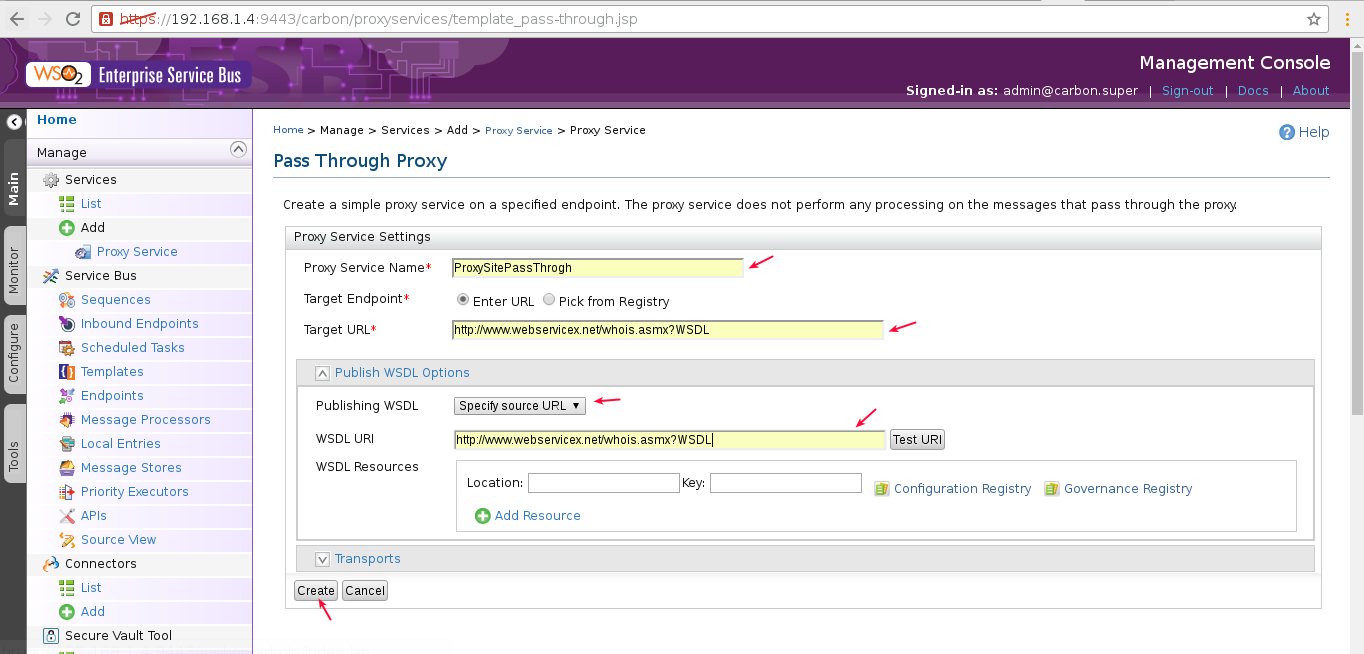 https://192.168.1.4:9443/carbon/proxyservices/template_pass-through.jsp
WSO2 Enterprise Service Bus
Management Console
Signed-in as: admin@carbon.super | Sign-out | Docs | About
Main
Monitor
Configure
Tools
Home
Manage
Services
List
Add
Proxy Service
Service Bus
Sequences
Inbound Endpoints
Scheduled Tasks
Templates
Endpoints
Message Processors
Local Entries
Message Stores
Priority Executors
APIs
Source View
Connectors
List
Add
Secure Vault Tool
Home > Manage > Services > Add > Proxy Service > Proxy Service
Help
Pass Through Proxy
Create a simple proxy service on a specified endpoint. The proxy service does not perform any processing on the messages that pass through the proxy.
Proxy Service Settings
Proxy Service Name* ProxySitePassThrogh
Target Endpoint* Enter URL Pick from Registry
Target URL* http://www.webservicex.net/whois.asmx?WSDL
Publish WSDL Options
Publishing WSDL Specify source URL
WSDL URI http://www.webservicex.net/whois.asmx?WSDL Test URI
WSDL Resources
Location: Key: Configuration Registry Governance Registry
Add Resource
Transports
Create Cancel